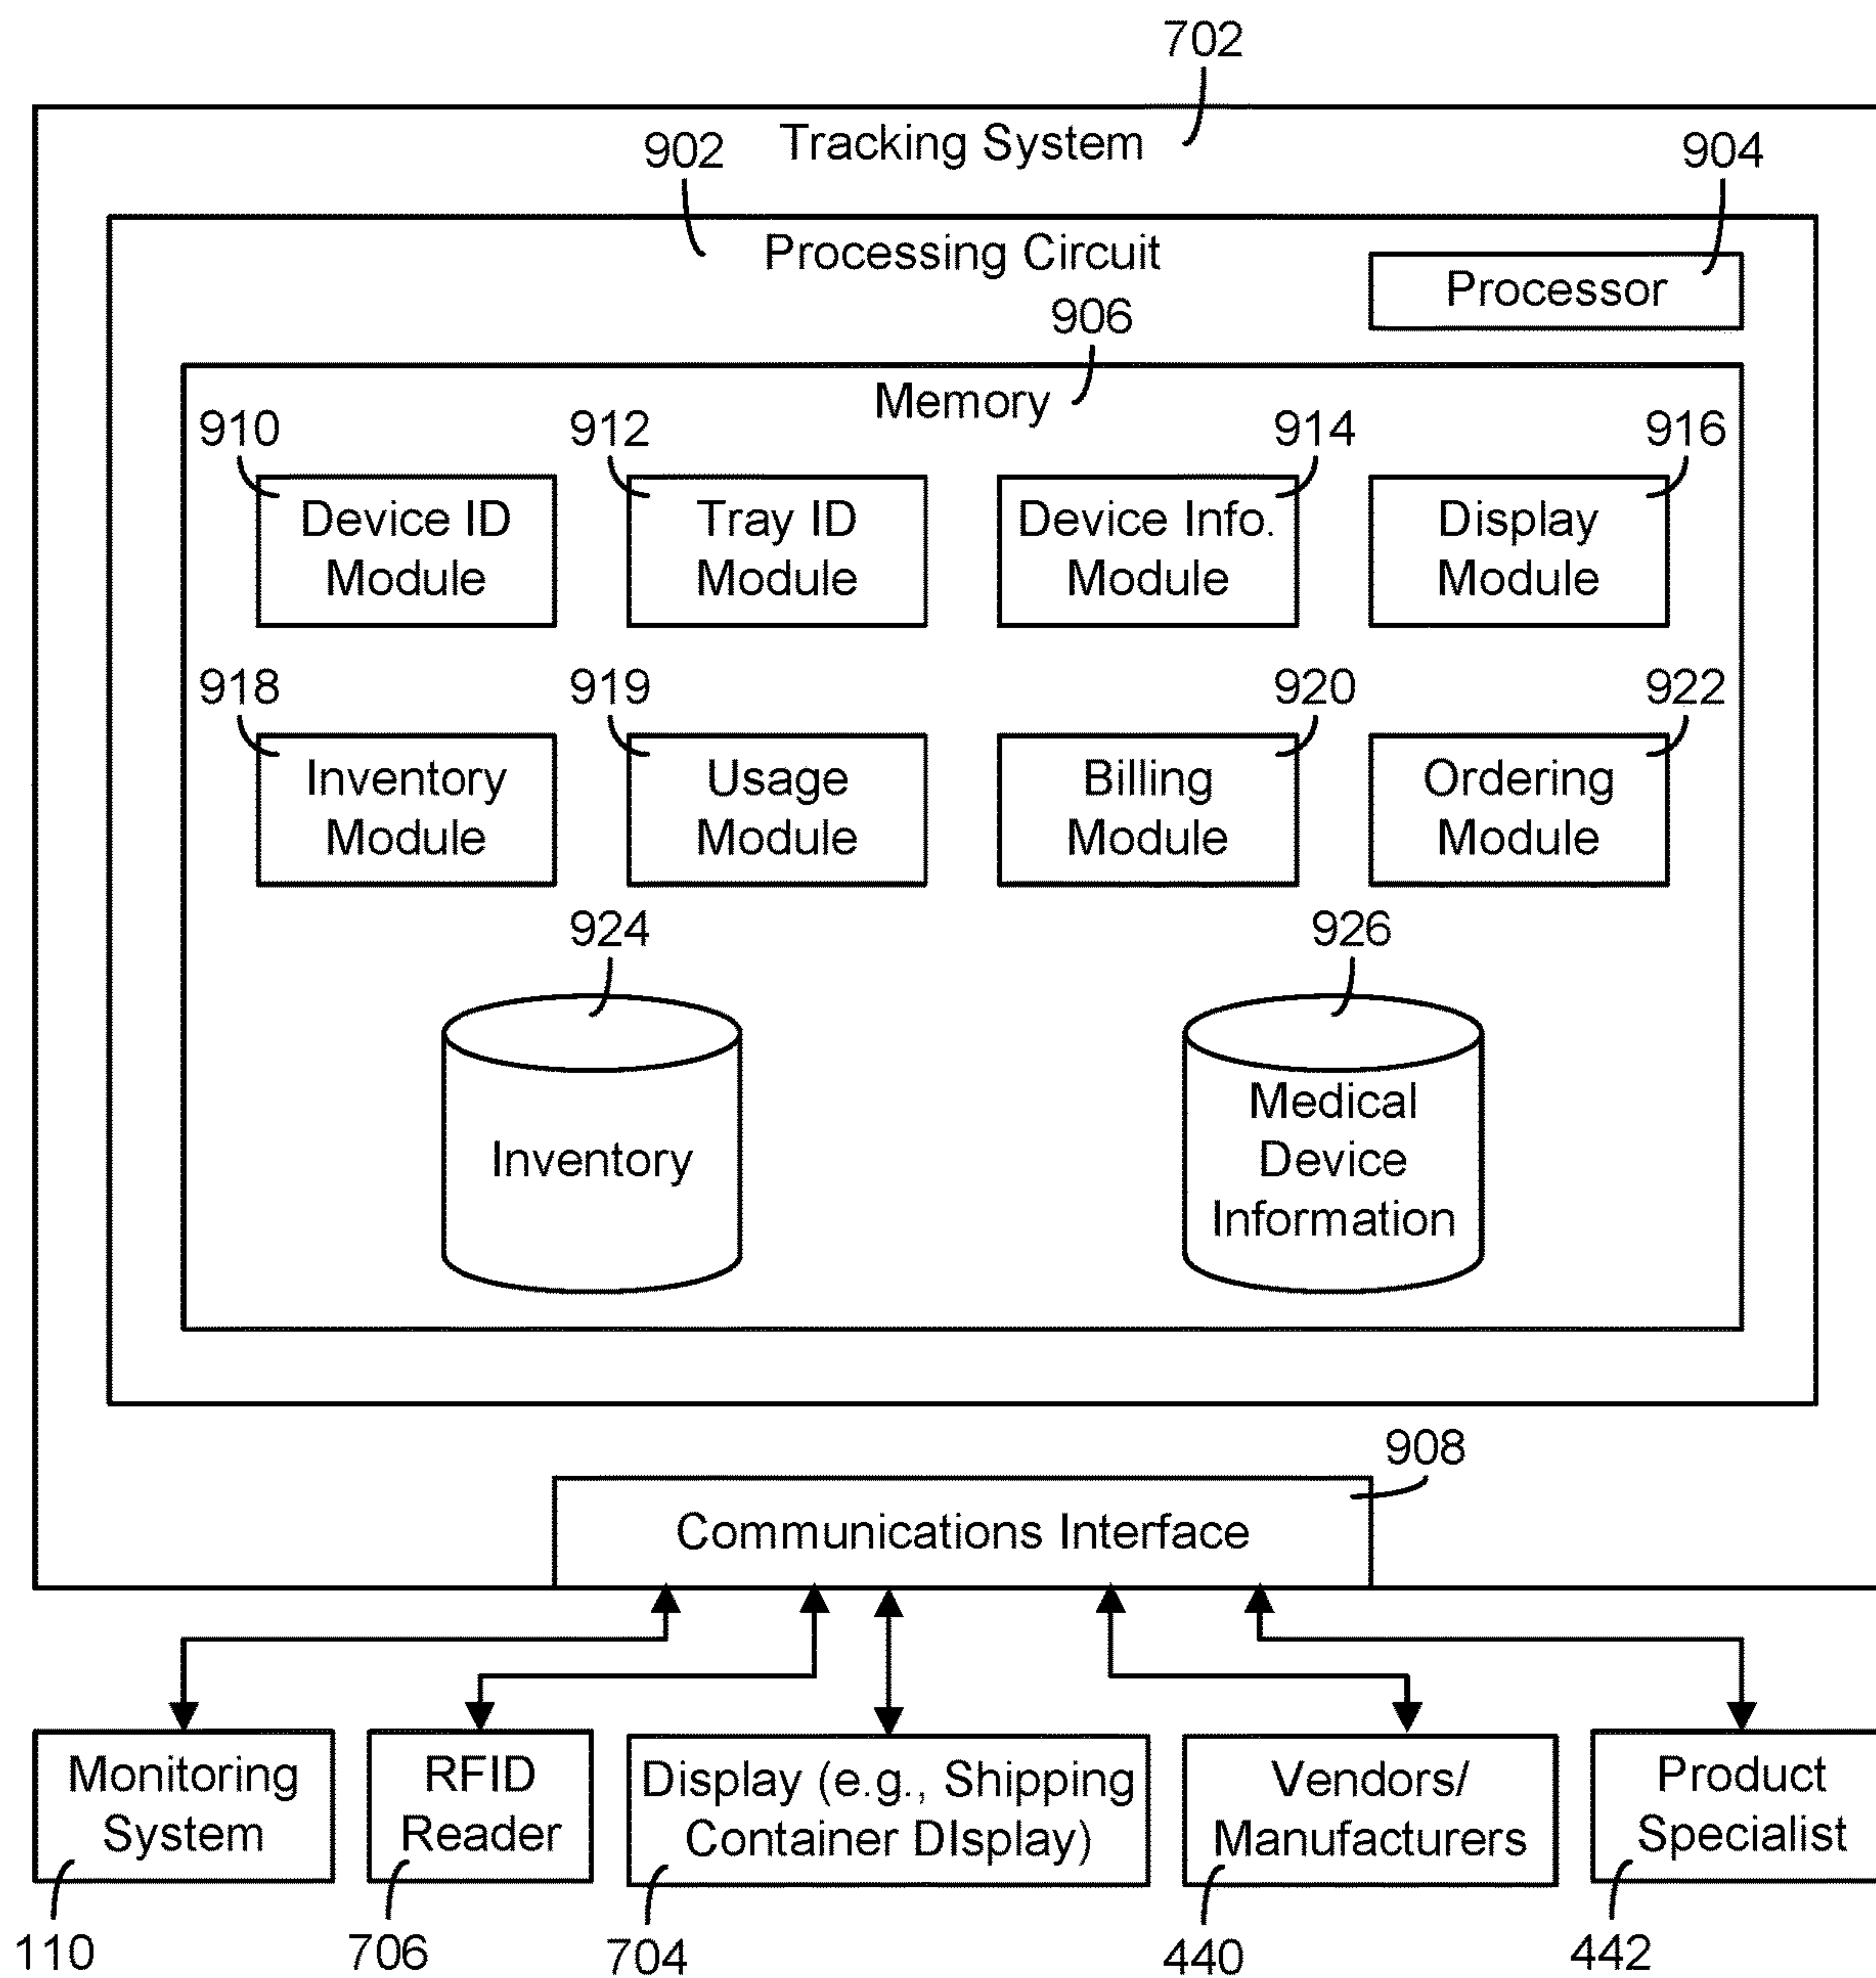 702
Tracking System
902
904
Processing Circuit
Processor
906
Memory
910
912
914
916
Device ID
Module
Tray ID
Module
Device Info.
Module
Display
Module
918
919
920
922
Inventory
Module
Usage
Module
Billing
Module
Ordering
Module
924
926
Inventory
Medical
Device
Information
908
Communications Interface
Monitoring
System
RFID
Reader
Display (e.g., Shipping
Container DIsplay)
Vendors/
Manufacturers
Product
Specialist
110
706
704
440
442